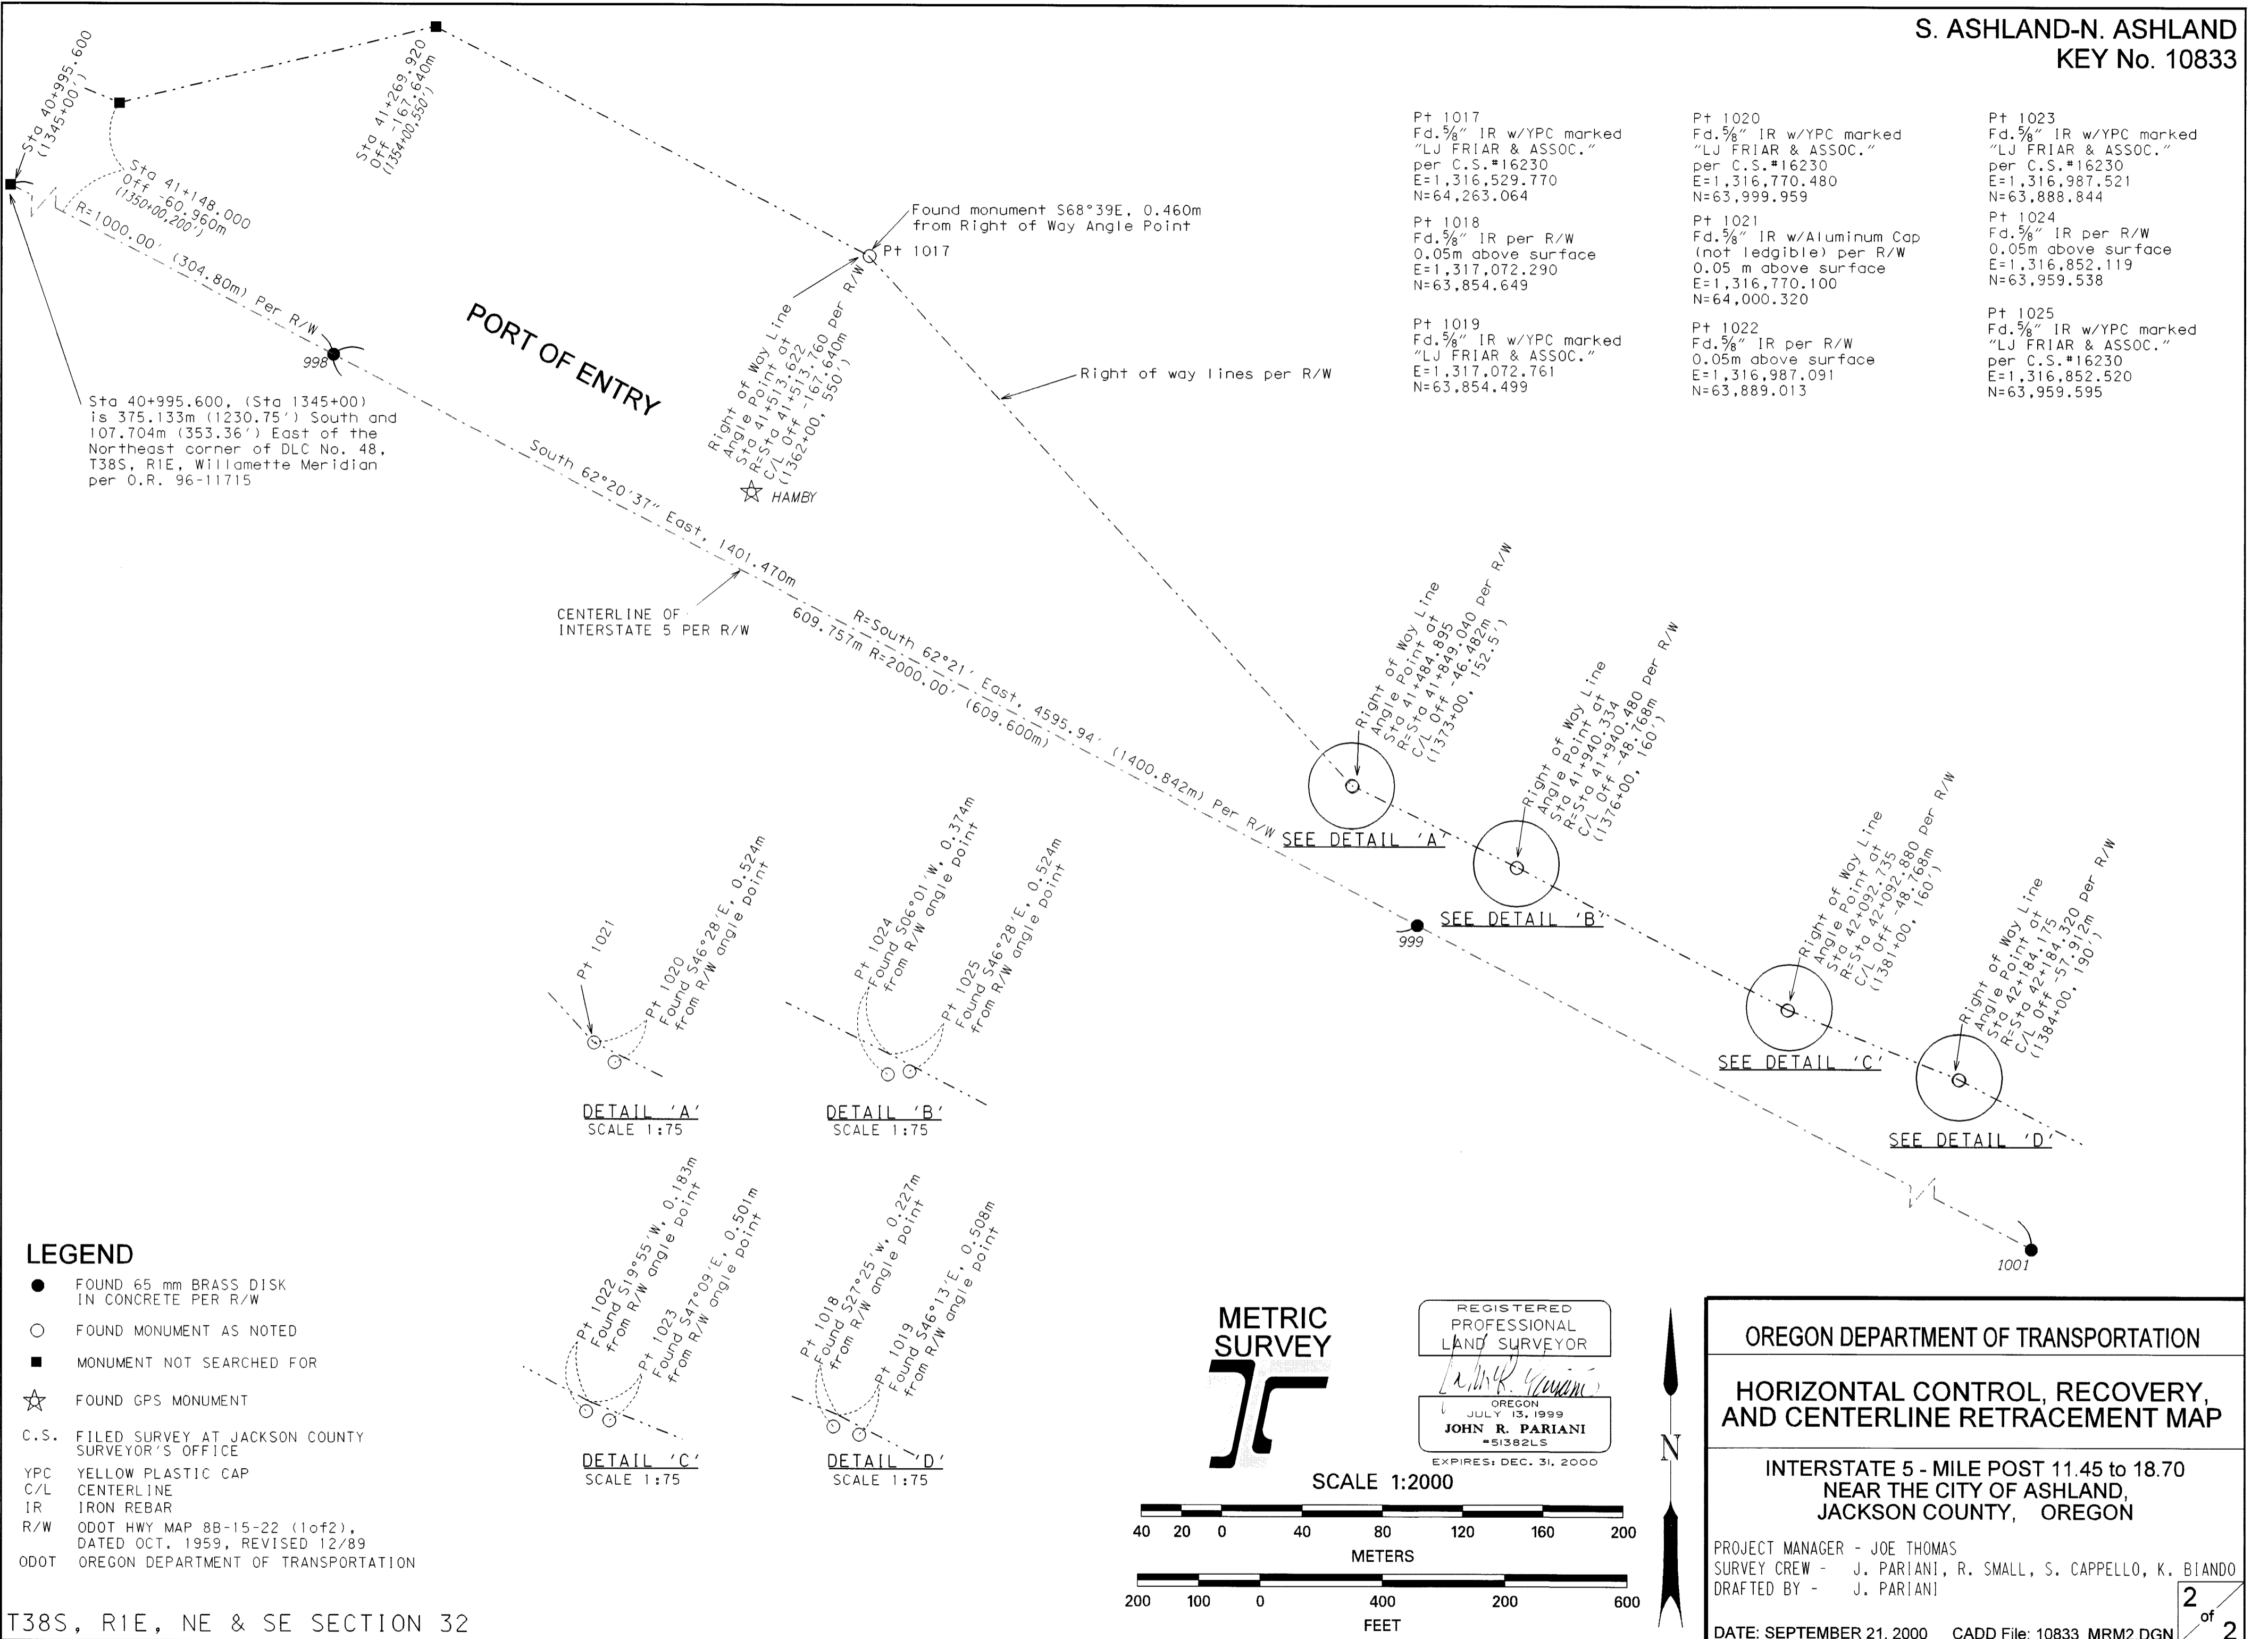 S. ASHLAND-N. ASHLAND
KEY No. 10833
Sta 40+995.600
(1345+00')
Sta 41+148.000
Off -60.960m
(1350+00,200')
Sta 41+269.920
Off -167.640m
(1354+00,550')
R=1000.00' (304.80m) Per R/W
998
Sta 40+995.600, (Sta 1345+00)
is 375.133m (1230.75') South and
107.704m (353.36') East of the
Northeast corner of DLC No. 48,
T38S, R1E, Willamette Meridian
per O.R. 96-11715
PORT OF ENTRY
Found monument S68°39E, 0.460m
from Right of Way Angle Point
Pt 1017
Right of Way Line
Angle Point at
Sta 41+513.622
R=Sta 41+513.760 per R/W
C/L Off -167.640m
(1362+00, 550')
HAMBY
Right of way lines per R/W
South 62°20'37" East, 1401.470m
CENTERLINE OF
INTERSTATE 5 PER R/W
R=South 62°21' East, 4595.94' (1400.842m) Per R/W
609.757m R=2000.00' (609.600m)
Pt 1017
Fd.⅝" IR w/YPC marked
"LJ FRIAR & ASSOC."
per C.S.#16230
E=1,316,529.770
N=64,263.064
Pt 1018
Fd.⅝" IR per R/W
0.05m above surface
E=1,317,072.290
N=63,854.649
Pt 1019
Fd.⅝" IR w/YPC marked
"LJ FRIAR & ASSOC."
E=1,317,072.761
N=63,854.499
Pt 1020
Fd.⅝" IR w/YPC marked
"LJ FRIAR & ASSOC."
per C.S.#16230
E=1,316,770.480
N=63,999.959
Pt 1021
Fd.⅝" IR w/Aluminum Cap
(not ledgible) per R/W
0.05 m above surface
E=1,316,770.100
N=64,000.320
Pt 1022
Fd.⅝" IR per R/W
0.05m above surface
E=1,316,987.091
N=63,889.013
Pt 1023
Fd.⅝" IR w/YPC marked
"LJ FRIAR & ASSOC."
per C.S.#16230
E=1,316,987.521
N=63,888.844
Pt 1024
Fd.⅝" IR per R/W
0.05m above surface
E=1,316,852.119
N=63,959.538
Pt 1025
Fd.⅝" IR w/YPC marked
"LJ FRIAR & ASSOC."
per C.S.#16230
E=1,316,852.520
N=63,959.595
Right of Way Line
Angle Point at
Sta 41+484.895
R=Sta 41+849.040 per R/W
C/L Off -46.482m
(1373+00, 152.5')
SEE DETAIL 'A'
Right of Way Line
Angle Point at
Sta 41+940.334
R=Sta 41+940.480 per R/W
C/L Off -48.768m
(1376+00, 160')
SEE DETAIL 'B'
999
Right of Way Line
Angle Point at
Sta 42+092.735
R=Sta 42+092.880 per R/W
C/L Off -48.768m
(1381+00, 160')
SEE DETAIL 'C'
Right of Way Line
Angle Point at
Sta 42+184.175
R=Sta 42+184.320 per R/W
C/L Off -57.912m
(1384+00, 190')
SEE DETAIL 'D'
1001
Pt 1021
Pt 1020
Found S46°28'E, 0.524m
from R/W angle point
DETAIL 'A'
SCALE 1:75
Pt 1024
Found S06°01'W, 0.374m
from R/W angle point
Pt 1025
Found S46°28'E, 0.524m
from R/W angle point
DETAIL 'B'
SCALE 1:75
Pt 1022
Found S19°55'W, 0.183m
from R/W angle point
Pt 1023
Found S47°09'E, 0.501m
from R/W angle point
DETAIL 'C'
SCALE 1:75
Pt 1018
Found S27°25'W, 0.227m
from R/W angle point
Pt 1019
Found S46°13'E, 0.508m
from R/W angle point
DETAIL 'D'
SCALE 1:75
LEGEND
FOUND 65 mm BRASS DISK
IN CONCRETE PER R/W
FOUND MONUMENT AS NOTED
MONUMENT NOT SEARCHED FOR
FOUND GPS MONUMENT
C.S. FILED SURVEY AT JACKSON COUNTY
SURVEYOR'S OFFICE
YPC YELLOW PLASTIC CAP
C/L CENTERLINE
IR IRON REBAR
R/W ODOT HWY MAP 8B-15-22 (1of2),
DATED OCT. 1959, REVISED 12/89
ODOT OREGON DEPARTMENT OF TRANSPORTATION
T38S, R1E, NE & SE SECTION 32
METRIC
SURVEY
REGISTERED
PROFESSIONAL
LAND SURVEYOR
OREGON
JULY 13, 1999
JOHN R. PARIANI
#51382LS
EXPIRES: DEC. 31, 2000
SCALE 1:2000
40 20 0 40 80 120 160 200
METERS
200 100 0 400 200 600
FEET
N
OREGON DEPARTMENT OF TRANSPORTATION
HORIZONTAL CONTROL, RECOVERY,
AND CENTERLINE RETRACEMENT MAP
INTERSTATE 5 - MILE POST 11.45 to 18.70
NEAR THE CITY OF ASHLAND,
JACKSON COUNTY, OREGON
PROJECT MANAGER - JOE THOMAS
SURVEY CREW - J. PARIANI, R. SMALL, S. CAPPELLO, K. BIANDO
DRAFTED BY - J. PARIANI
DATE: SEPTEMBER 21, 2000 CADD File: 10833_MRM2.DGN
2 of 2